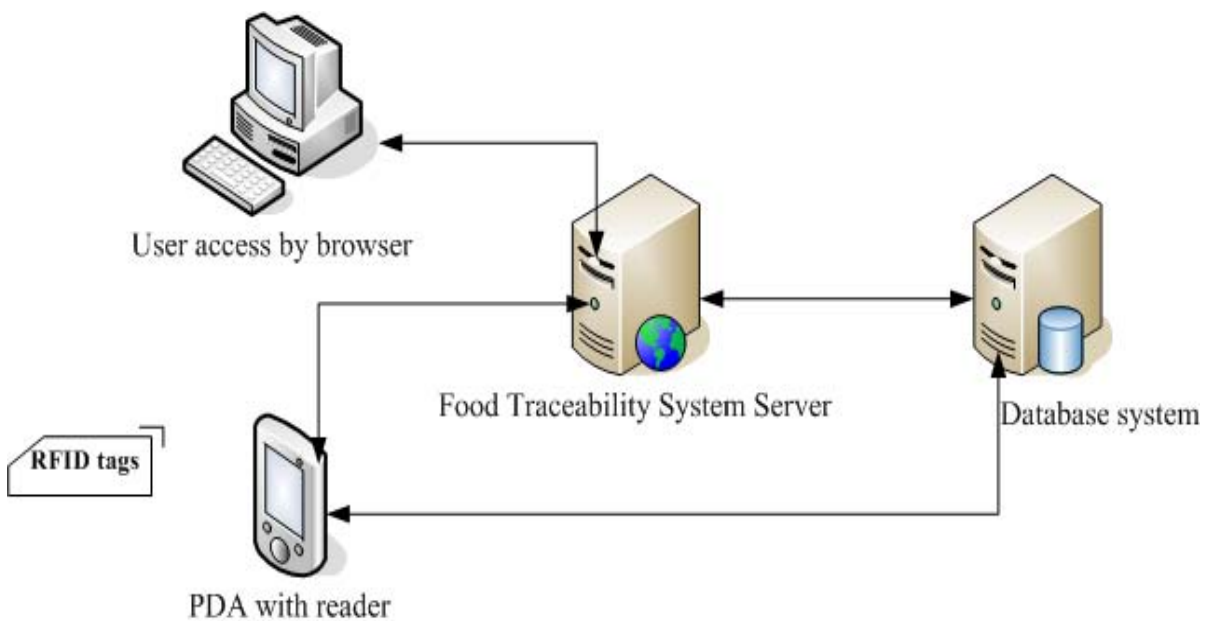 User access by browser
Food Traceability System Server
Database system
RFID tags
PDA with reader